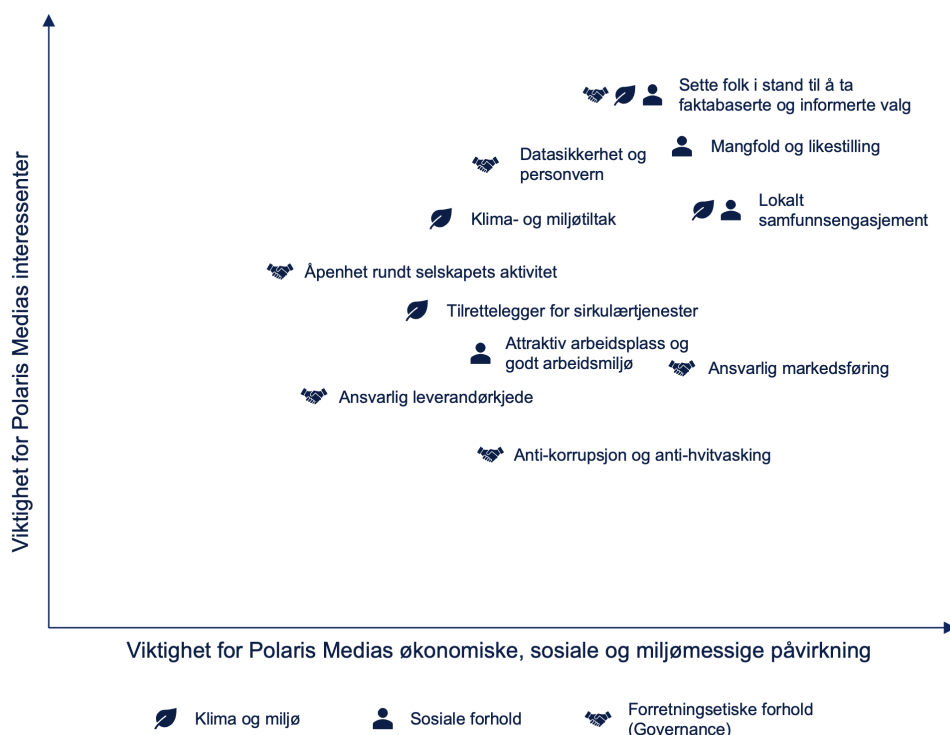 Sette folk i stand til å ta
faktabaserte og informerte valg
Mangfold og likestilling
Datasikkerhet og
personvern
Lokalt
samfunnsengasjement
Klima- og miljøtiltak
Åpenhet rundt selskapets aktivitet
Tilrettelegger for sirkulærtjenester
Attraktiv arbeidsplass og
godt arbeidsmiljø
Ansvarlig markedsføring
Ansvarlig leverandørkjede
Anti-korrupsjon og anti-hvitvasking
Viktighet for Polaris Medias interessenter
Viktighet for Polaris Medias økonomiske, sosiale og miljømessige påvirkning
Klima og miljø
Sosiale forhold
Forretningsetiske forhold
(Governance)